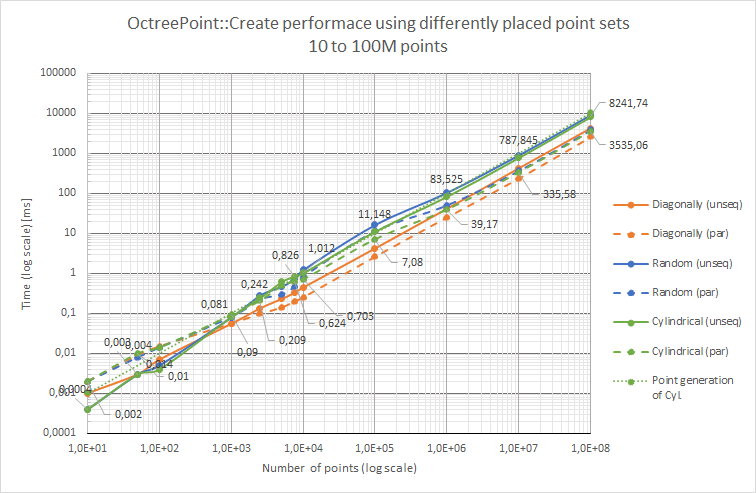 OctreePoint::Create performace using differently placed point sets
10 to 100M points
100000
10000
1000
100
10
1
0,1
0,01
0,001
0,0001
Time (log scale) [ms]
8241,74
3535,06
787,845
335,58
83,525
39,17
11,148
7,08
1,012
0,826
0,703
0,624
0,242
0,209
0,081
0,09
0,003
0,004
0,014
0,01
0,0004
0,002
1,0E+01
1,0E+02
1,0E+03
1,0E+04
1,0E+05
1,0E+06
1,0E+07
1,0E+08
Number of points (log scale)
Diagonally (unseq)
Diagonally (par)
Random (unseq)
Random (par)
Cylindrical (unseq)
Cylindrical (par)
Point generation
of Cyl.